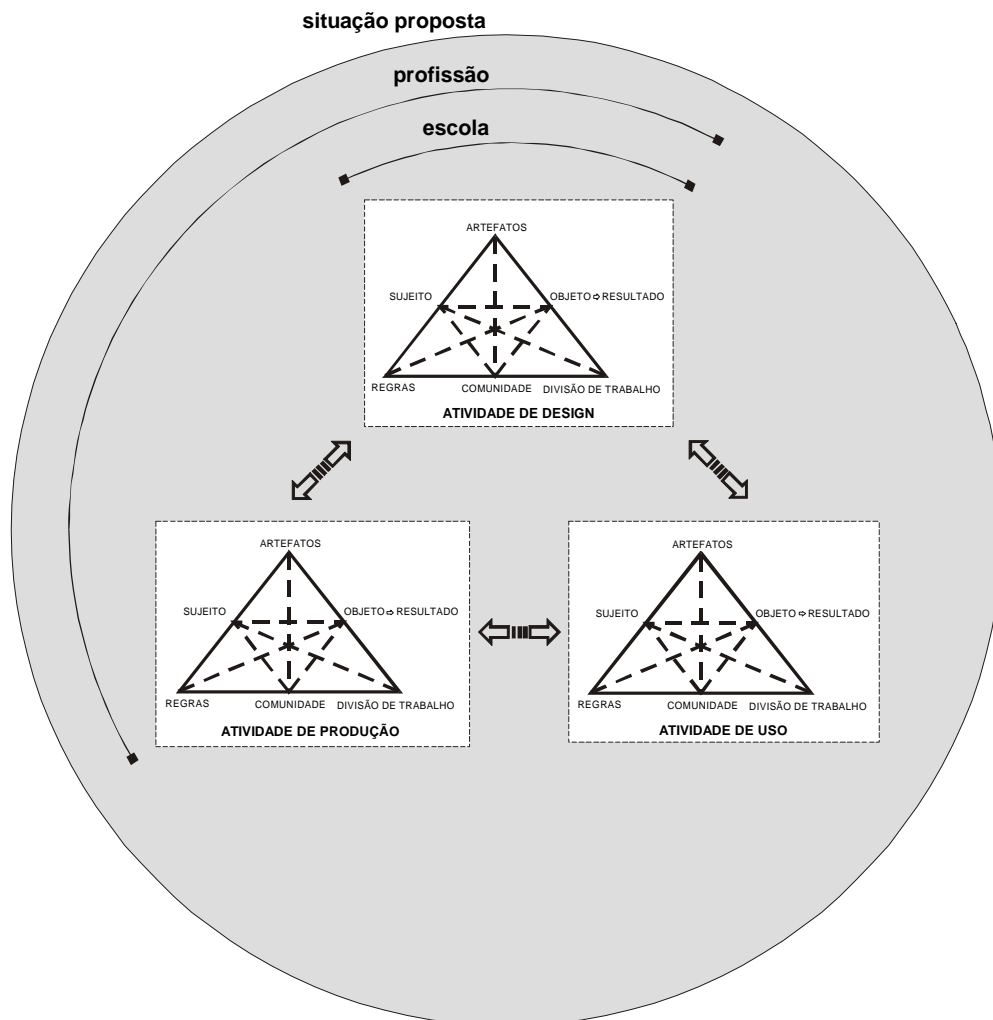 situação proposta
profissão
escola
ARTEFATOS
SUJEITO
OBJETO ⇨ RESULTADO
REGRAS
COMUNIDADE
DIVISÃO DE TRABALHO
ATIVIDADE DE DESIGN
ARTEFATOS
SUJEITO
OBJETO ⇨ RESULTADO
REGRAS
COMUNIDADE
DIVISÃO DE TRABALHO
ATIVIDADE DE PRODUÇÃO
ARTEFATOS
SUJEITO
OBJETO ⇨ RESULTADO
REGRAS
COMUNIDADE
DIVISÃO DE TRABALHO
ATIVIDADE DE USO